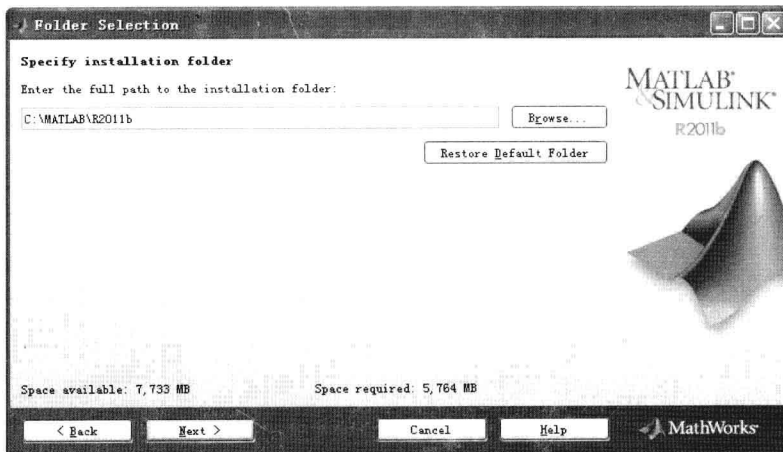 Folder Selection
Specify installation folder
Enter the full path to the installation folder:
C:\MATLAB\R2011b
Browse...
Restore Default Folder
MATLAB®
&SIMULINK®
R2011b
Space available: 7,733 MB
Space required: 5,764 MB
< Back
Next >
Cancel
Help
MathWorks®